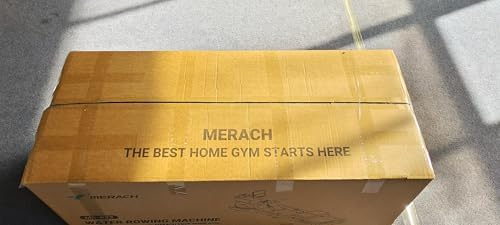 MERACH
THE BEST HOME GYM STARTS HERE
MERACH
WATER ROWING MACHINE